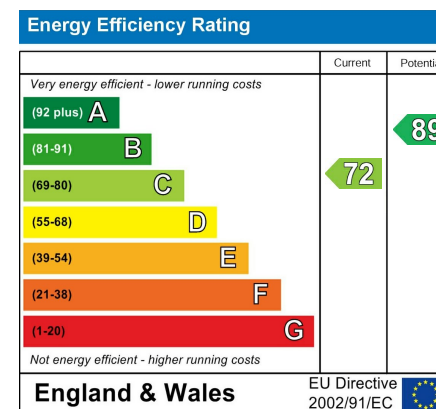 Energy Efficiency Rating
Current
Very energy efficient - lower running costs
(92 plus) A
(81-91) B
(69-80) C
(55-68) D
(39-54) E
(21-38) F
(1-20) G
72
89
Not energy efficient - higher running costs
England & Wales
EU Directive
2002/91/EC